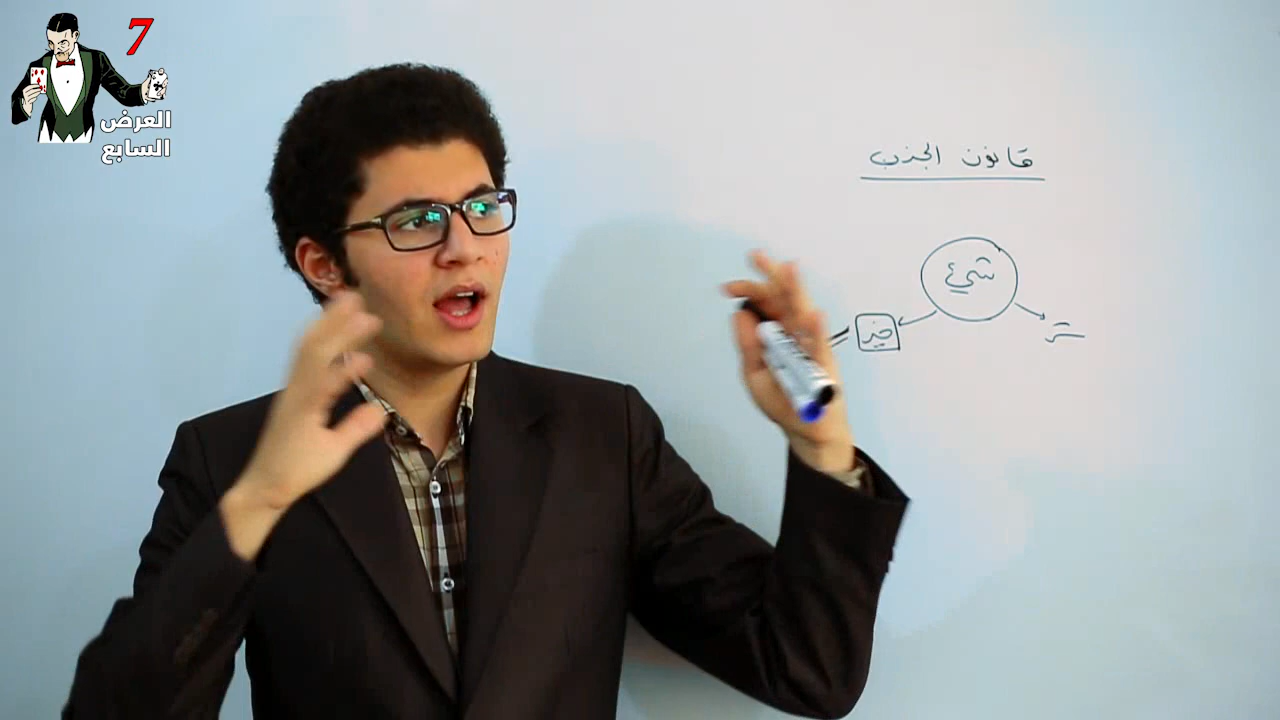 7
العرض
السابع
قانون الجذب
شيء
خير
شر